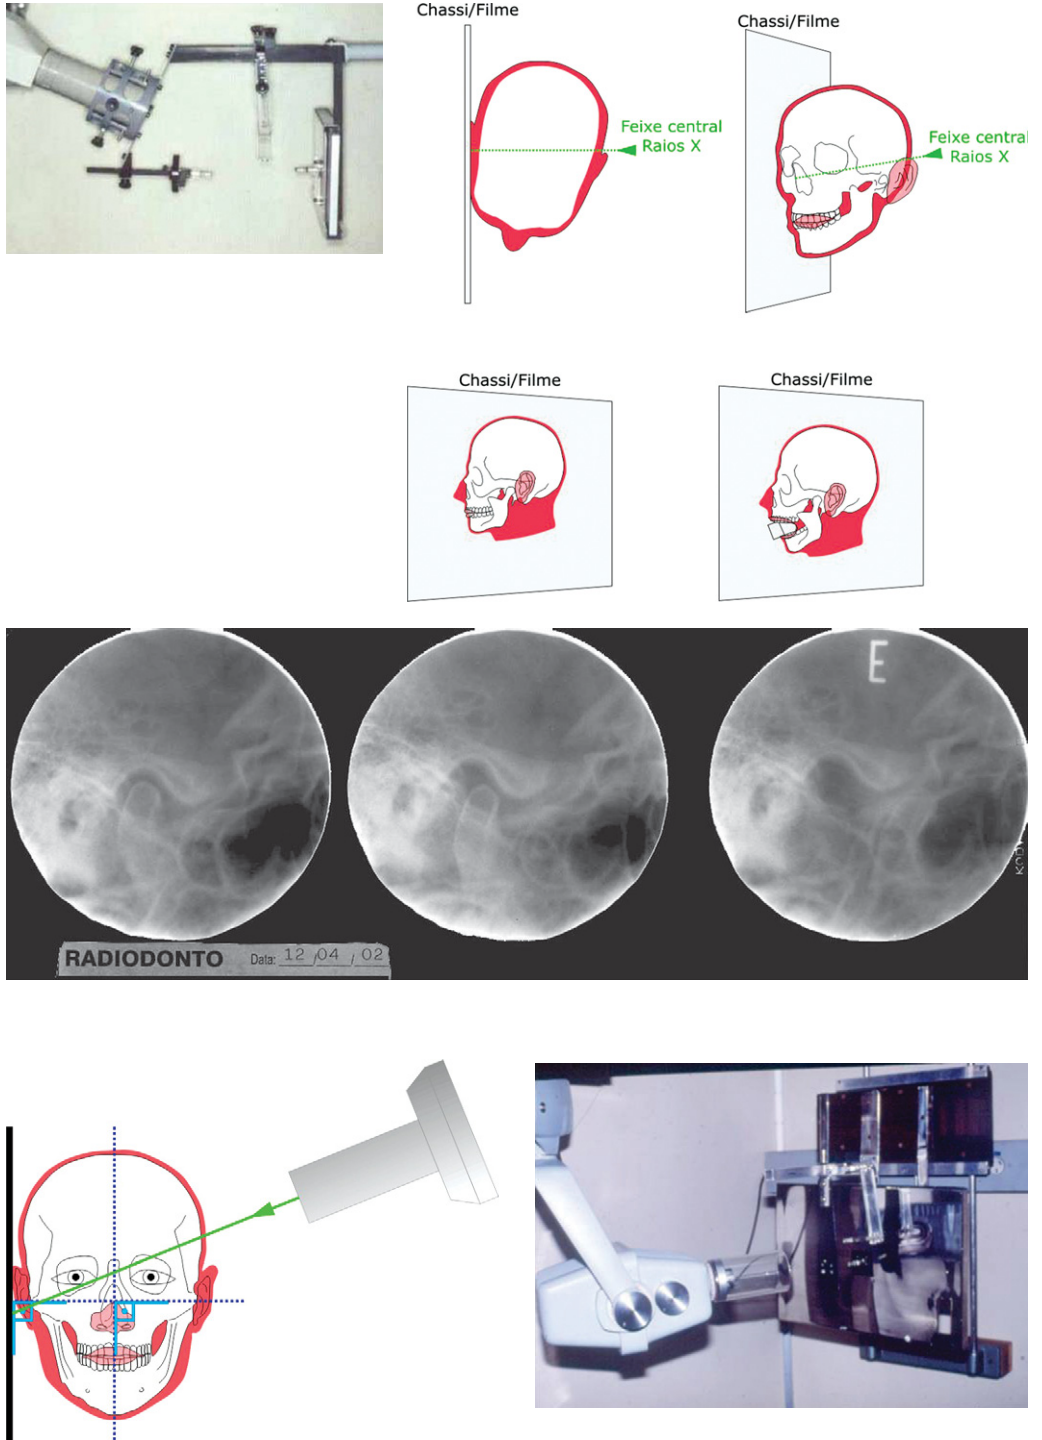 Chassi/Filme
Chassi/Filme
Feixe central
Raios X
Feixe central
Raios X
Chassi/Filme
Chassi/Filme
E
RADIODONTO Data: 12/04/02